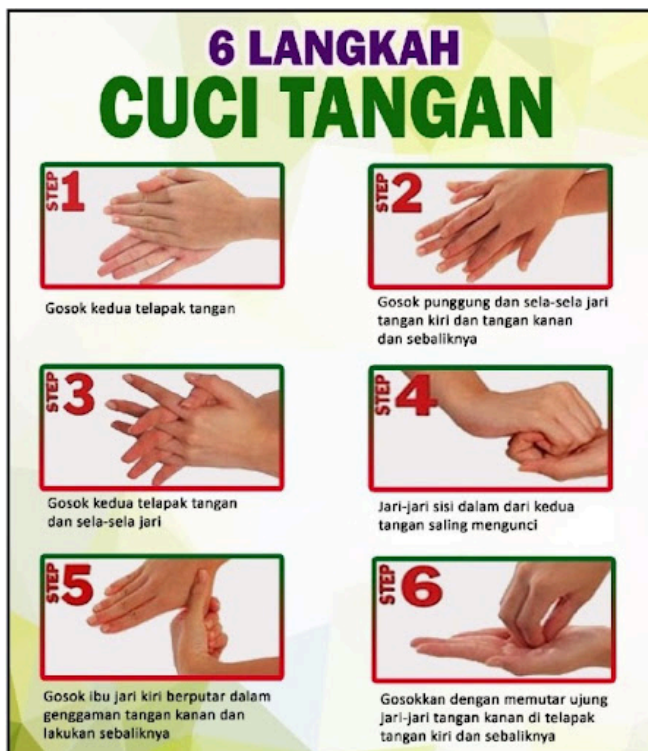 6 LANGKAH
CUCI TANGAN
STEP 1
Gosok kedua telapak tangan
STEP 2
Gosok punggung dan sela-sela jari
tangan kiri dan tangan kanan
dan sebaliknya
STEP 3
Gosok kedua telapak tangan
dan sela-sela jari
STEP 4
Jari-jari sisi dalam dari kedua
tangan saling mengunci
STEP 5
Gosok ibu jari kiri berputar dalam
genggaman tangan kanan dan
lakukan sebaliknya
STEP 6
Gosokkan dengan memutar ujung
jari-jari tangan kanan di telapak
tangan kiri dan sebaliknya